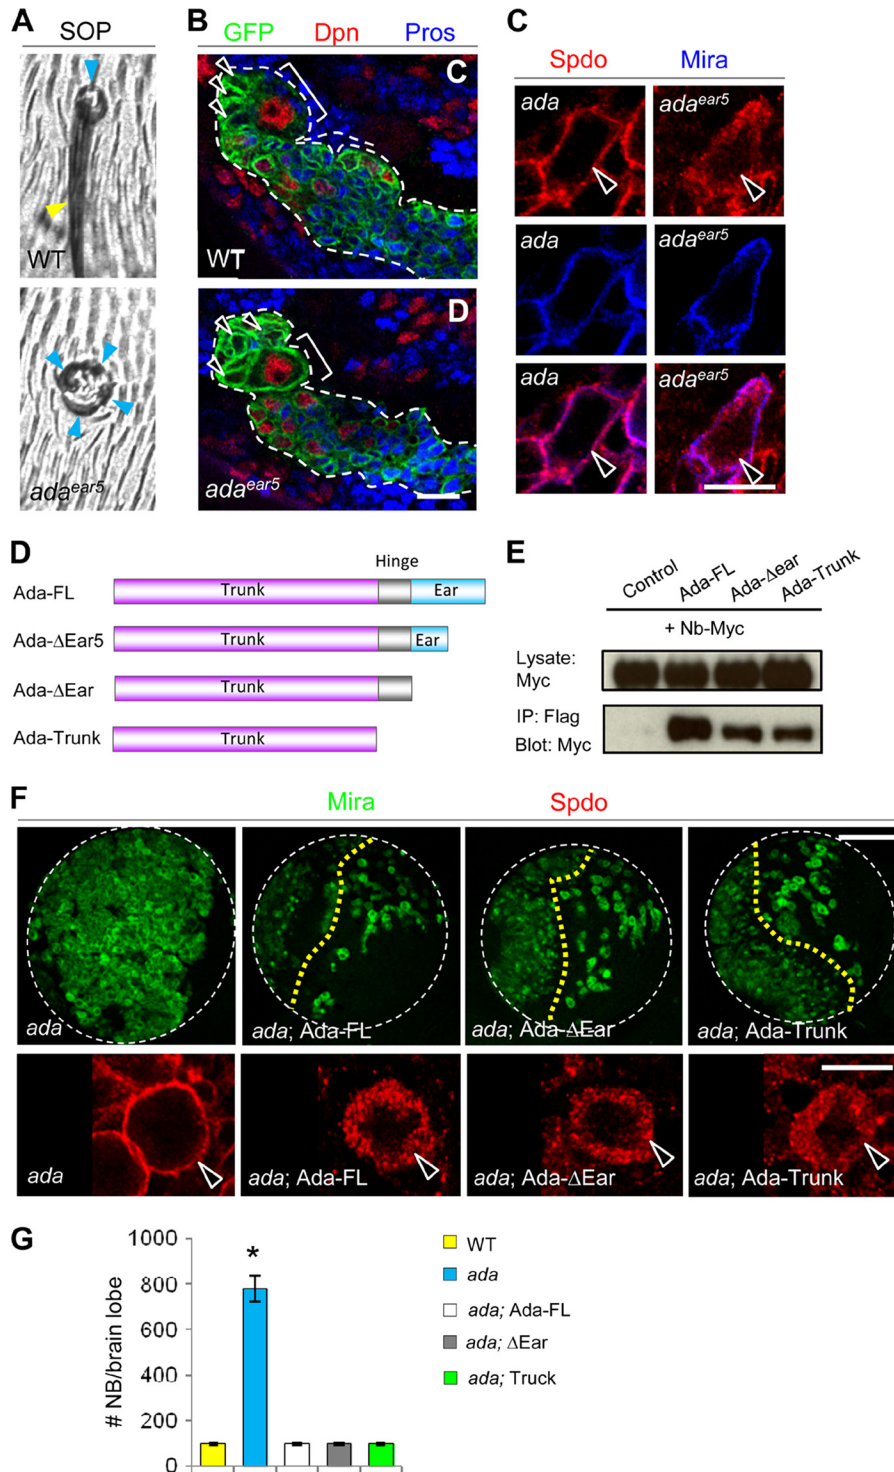 A SOP
WT
ada^ear5
B GFP Dpn Pros
C
WT
D
ada^ear5
C Spdo Mira
ada ada^ear5
ada ada^ear5
ada ada^ear5
D
Hinge
Ada-FL Trunk Ear
Ada-ΔEar5 Trunk Ear
Ada-ΔEar Trunk
Ada-Trunk Trunk
E
Control Ada-FL Ada-Δear Ada-Trunk
+ Nb-Myc
Lysate:
Myc
IP: Flag
Blot: Myc
F Mira Spdo
ada ada; Ada-FL ada; Ada-ΔEar ada; Ada-Trunk
ada ada; Ada-FL ada; Ada-ΔEar ada; Ada-Trunk
G
# NB/brain lobe
1000
800
600
400
200
0
*
WT
ada
ada; Ada-FL
ada; ΔEar
ada; Truck